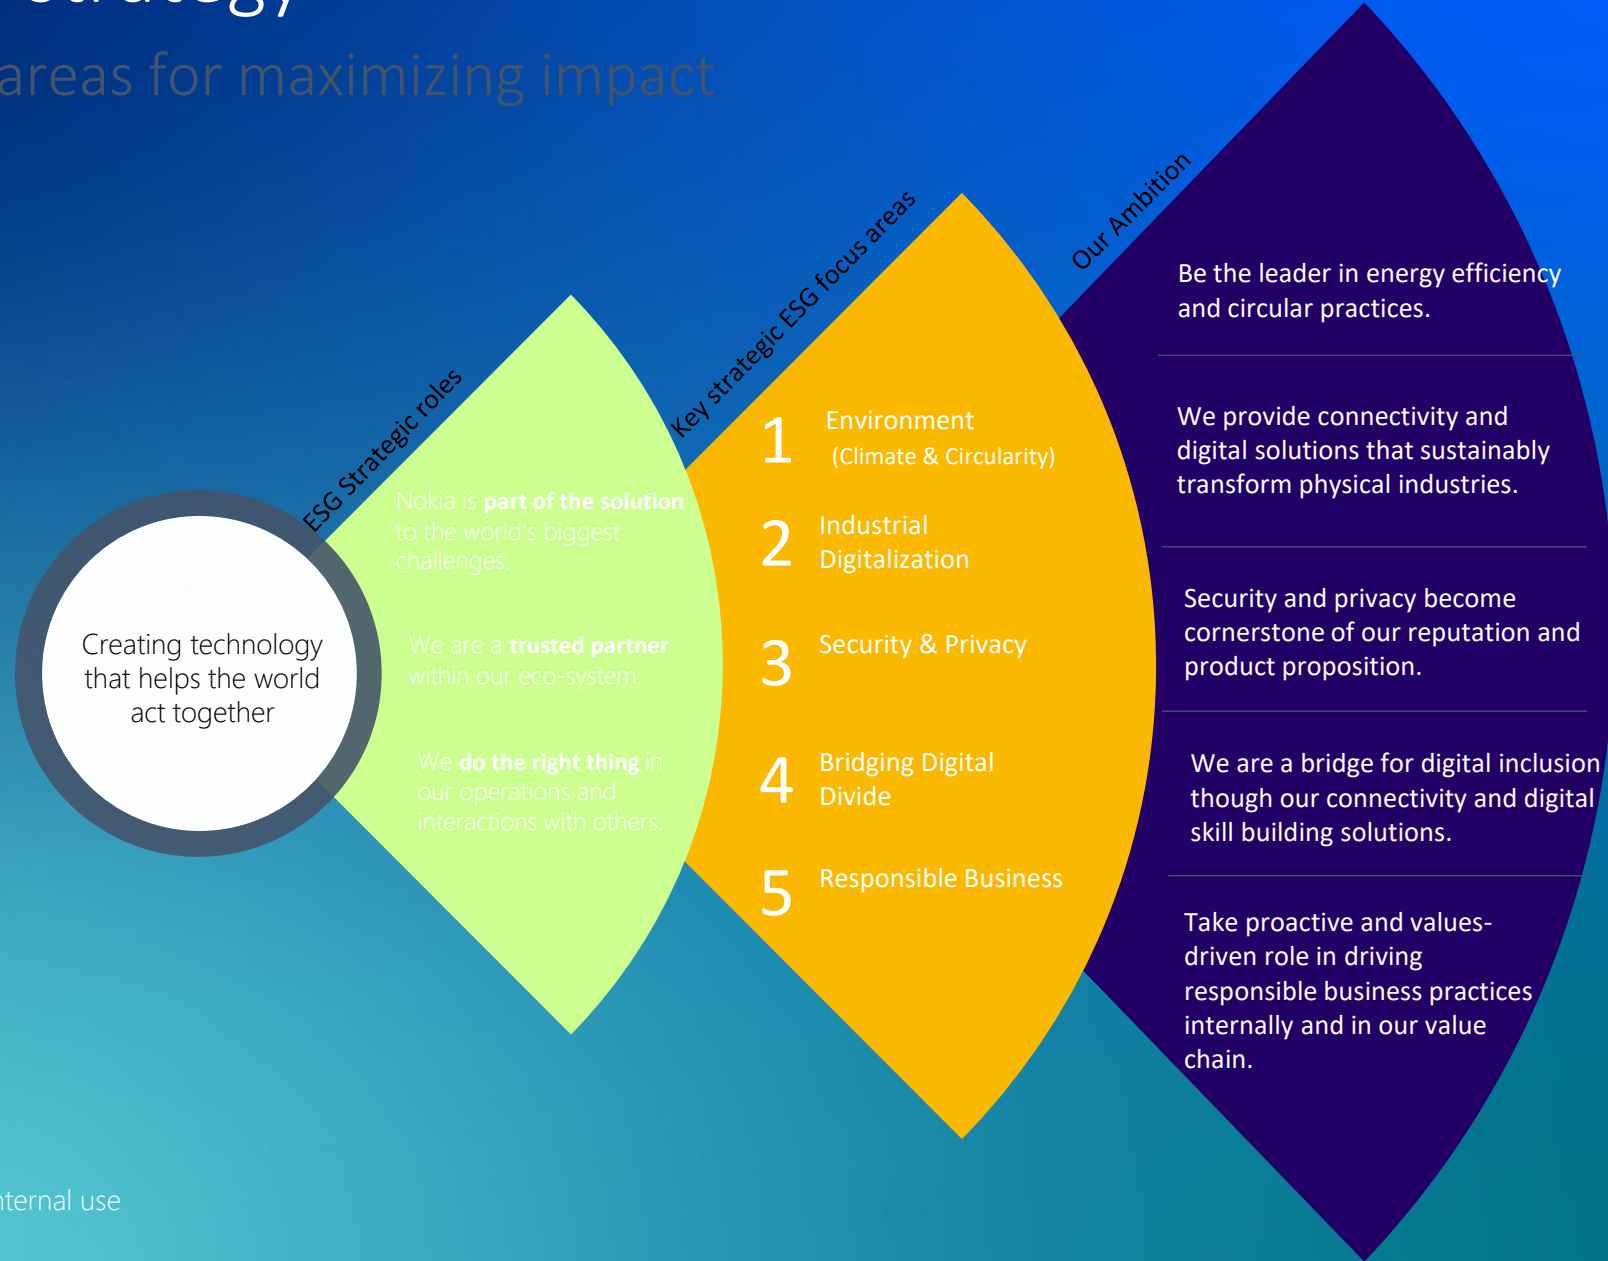 strategy
areas for maximizing impact
ESG Strategic roles
Key strategic ESG focus areas
Our Ambition
Creating technology
that helps the world
act together
Nokia is part of the solution
to the world's biggest
challenges.
We are a trusted partner
within our eco-system.
We do the right thing in
our operations and
interactions with others.
1 Environment
(Climate & Circularity)
2 Industrial
Digitalization
3 Security & Privacy
4 Bridging Digital
Divide
5 Responsible Business
Be the leader in energy efficiency
and circular practices.
We provide connectivity and
digital solutions that sustainably
transform physical industries.
Security and privacy become
cornerstone of our reputation and
product proposition.
We are a bridge for digital inclusion
though our connectivity and digital
skill building solutions.
Take proactive and values-
driven role in driving
responsible business practices
internally and in our value
chain.
nternal use